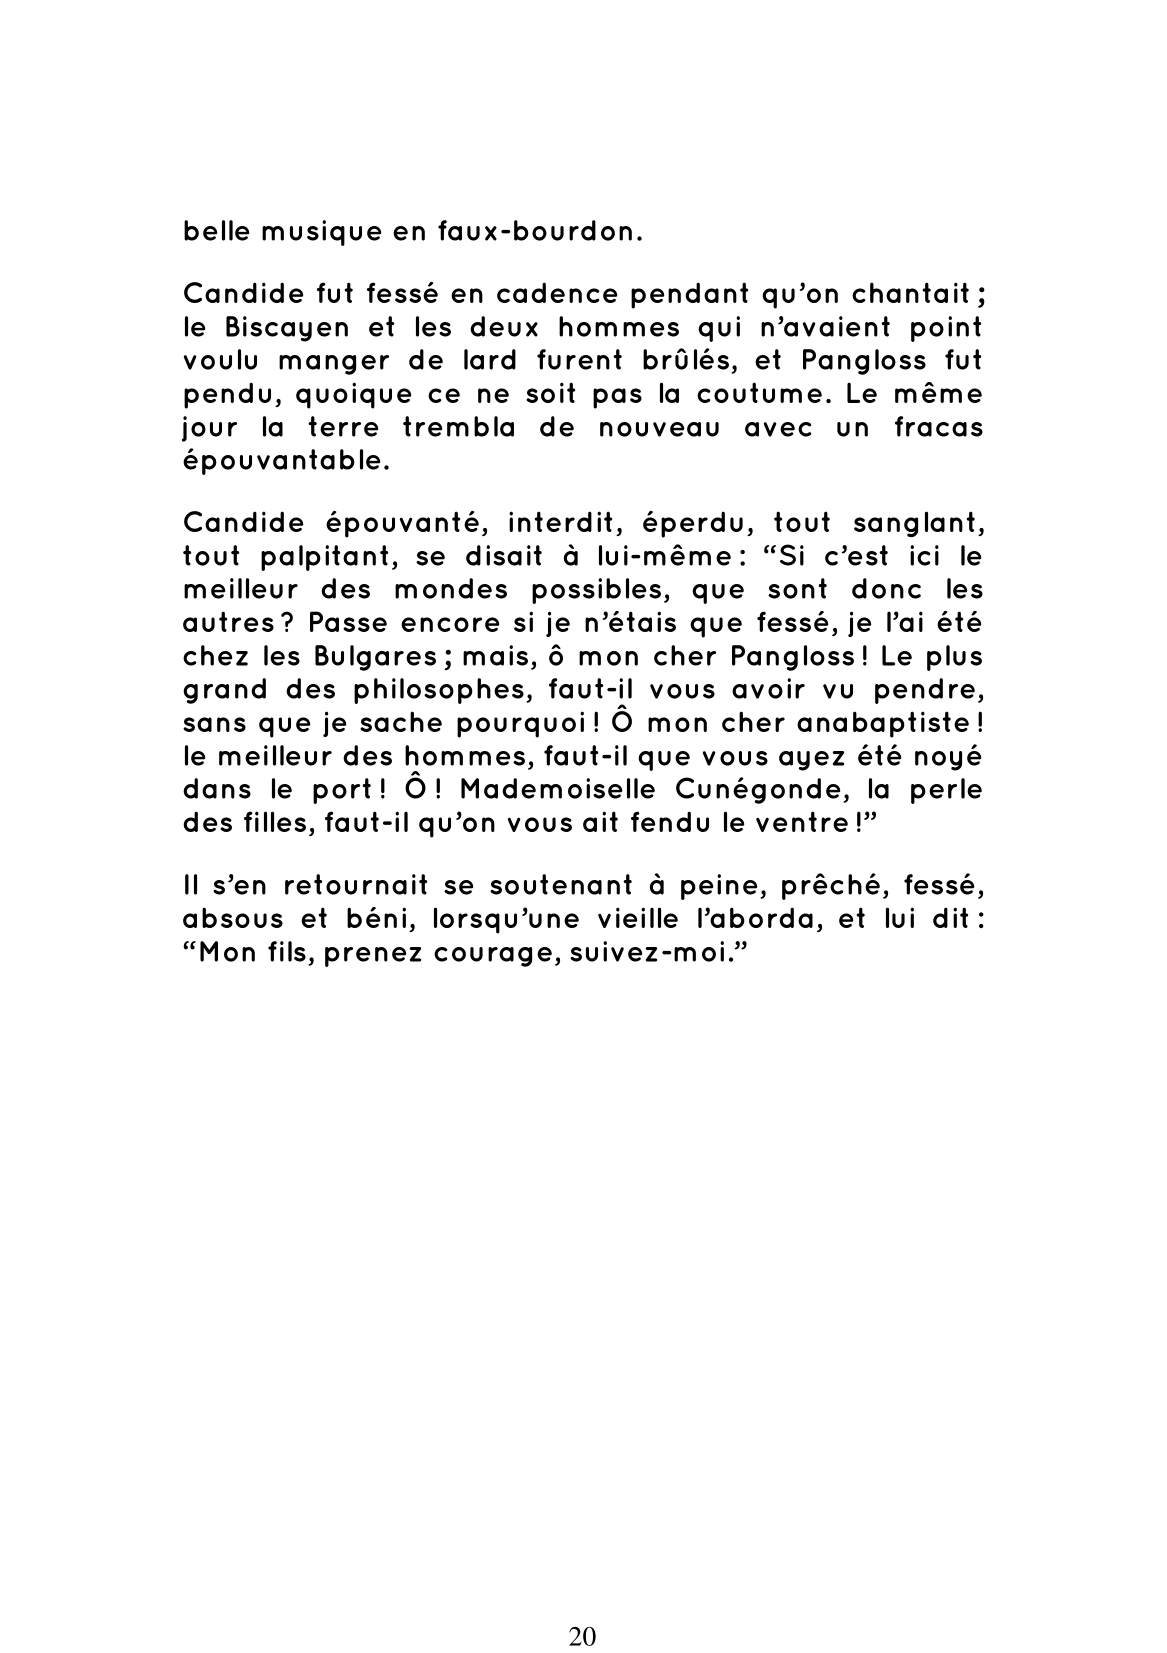 belle musique en faux-bourdon.
Candide fut fessé en cadence pendant qu’on chantait ;
le Biscayen et les deux hommes qui n’avaient point
voulu manger de lard furent brûlés, et Pangloss fut
pendu, quoique ce ne soit pas la coutume. Le même
jour la terre trembla de nouveau avec un fracas
épouvantable.
Candide épouvanté, interdit, éperdu, tout sanglant,
tout palpitant, se disait à lui-même : “Si c’est ici le
meilleur des mondes possibles, que sont donc les
autres ? Passe encore si je n’étais que fessé, je l’ai été
chez les Bulgares ; mais, ô mon cher Pangloss ! Le plus
grand des philosophes, faut-il vous avoir vu pendre,
sans que je sache pourquoi ! Ô mon cher anabaptiste !
le meilleur des hommes, faut-il que vous ayez été noyé
dans le port ! Ô ! Mademoiselle Cunégonde, la perle
des filles, faut-il qu’on vous ait fendu le ventre !”
Il s’en retournait se soutenant à peine, prêché, fessé,
absous et béni, lorsqu’une vieille l’aborda, et lui dit :
“Mon fils, prenez courage, suivez-moi.”
20